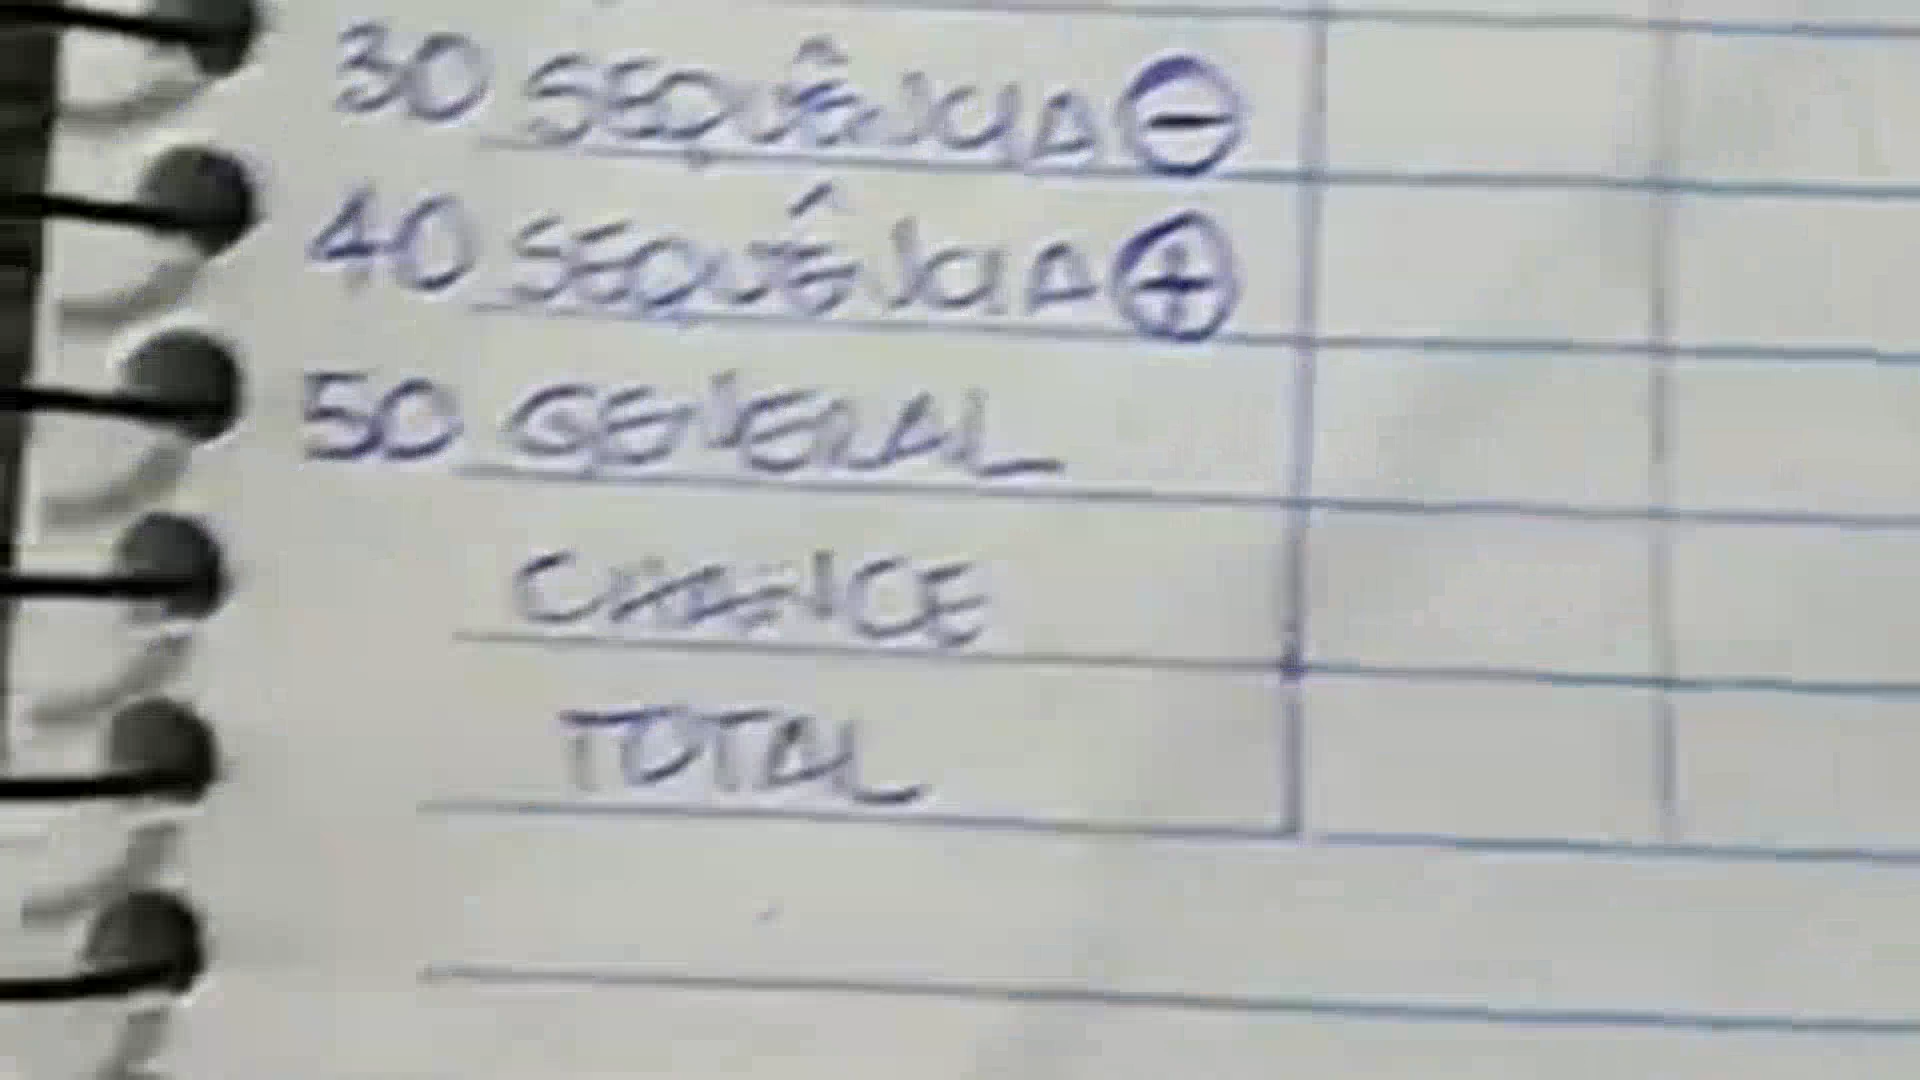 30 SEQUÊNCIA ⊖
40 SEQUÊNCIA ⊕
50 GENERAL
CHANCE
TOTAL